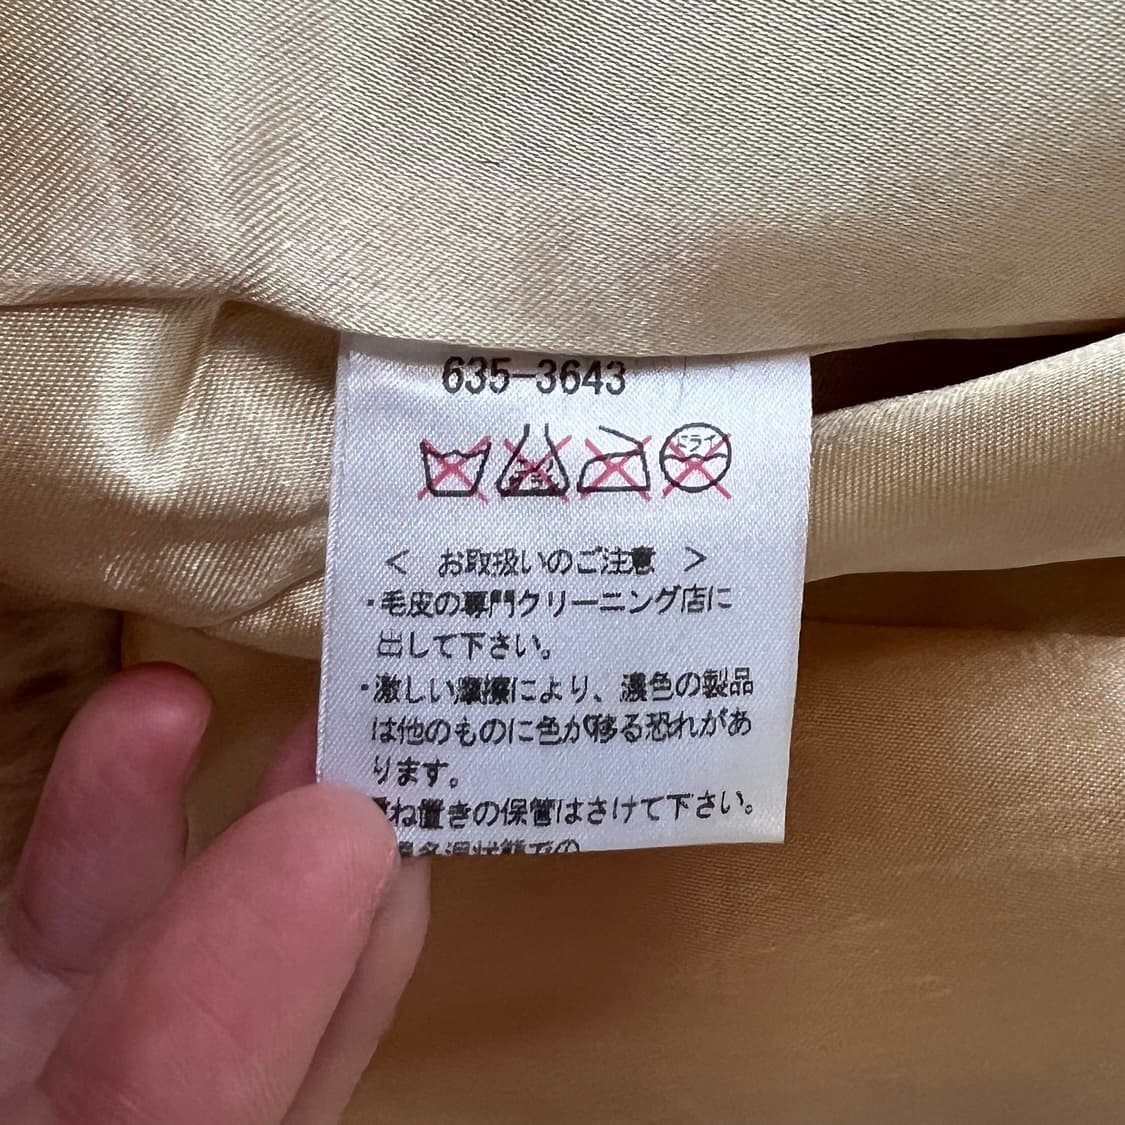 635-3643
ドライ
< お取扱いのご注意 >
・毛皮の専門クリーニング店に
出して下さい。
・激しい摩擦により、濃色の製品
は他のものに色が移る恐れがあ
ります。
ね置きの保管はさけて下さい。